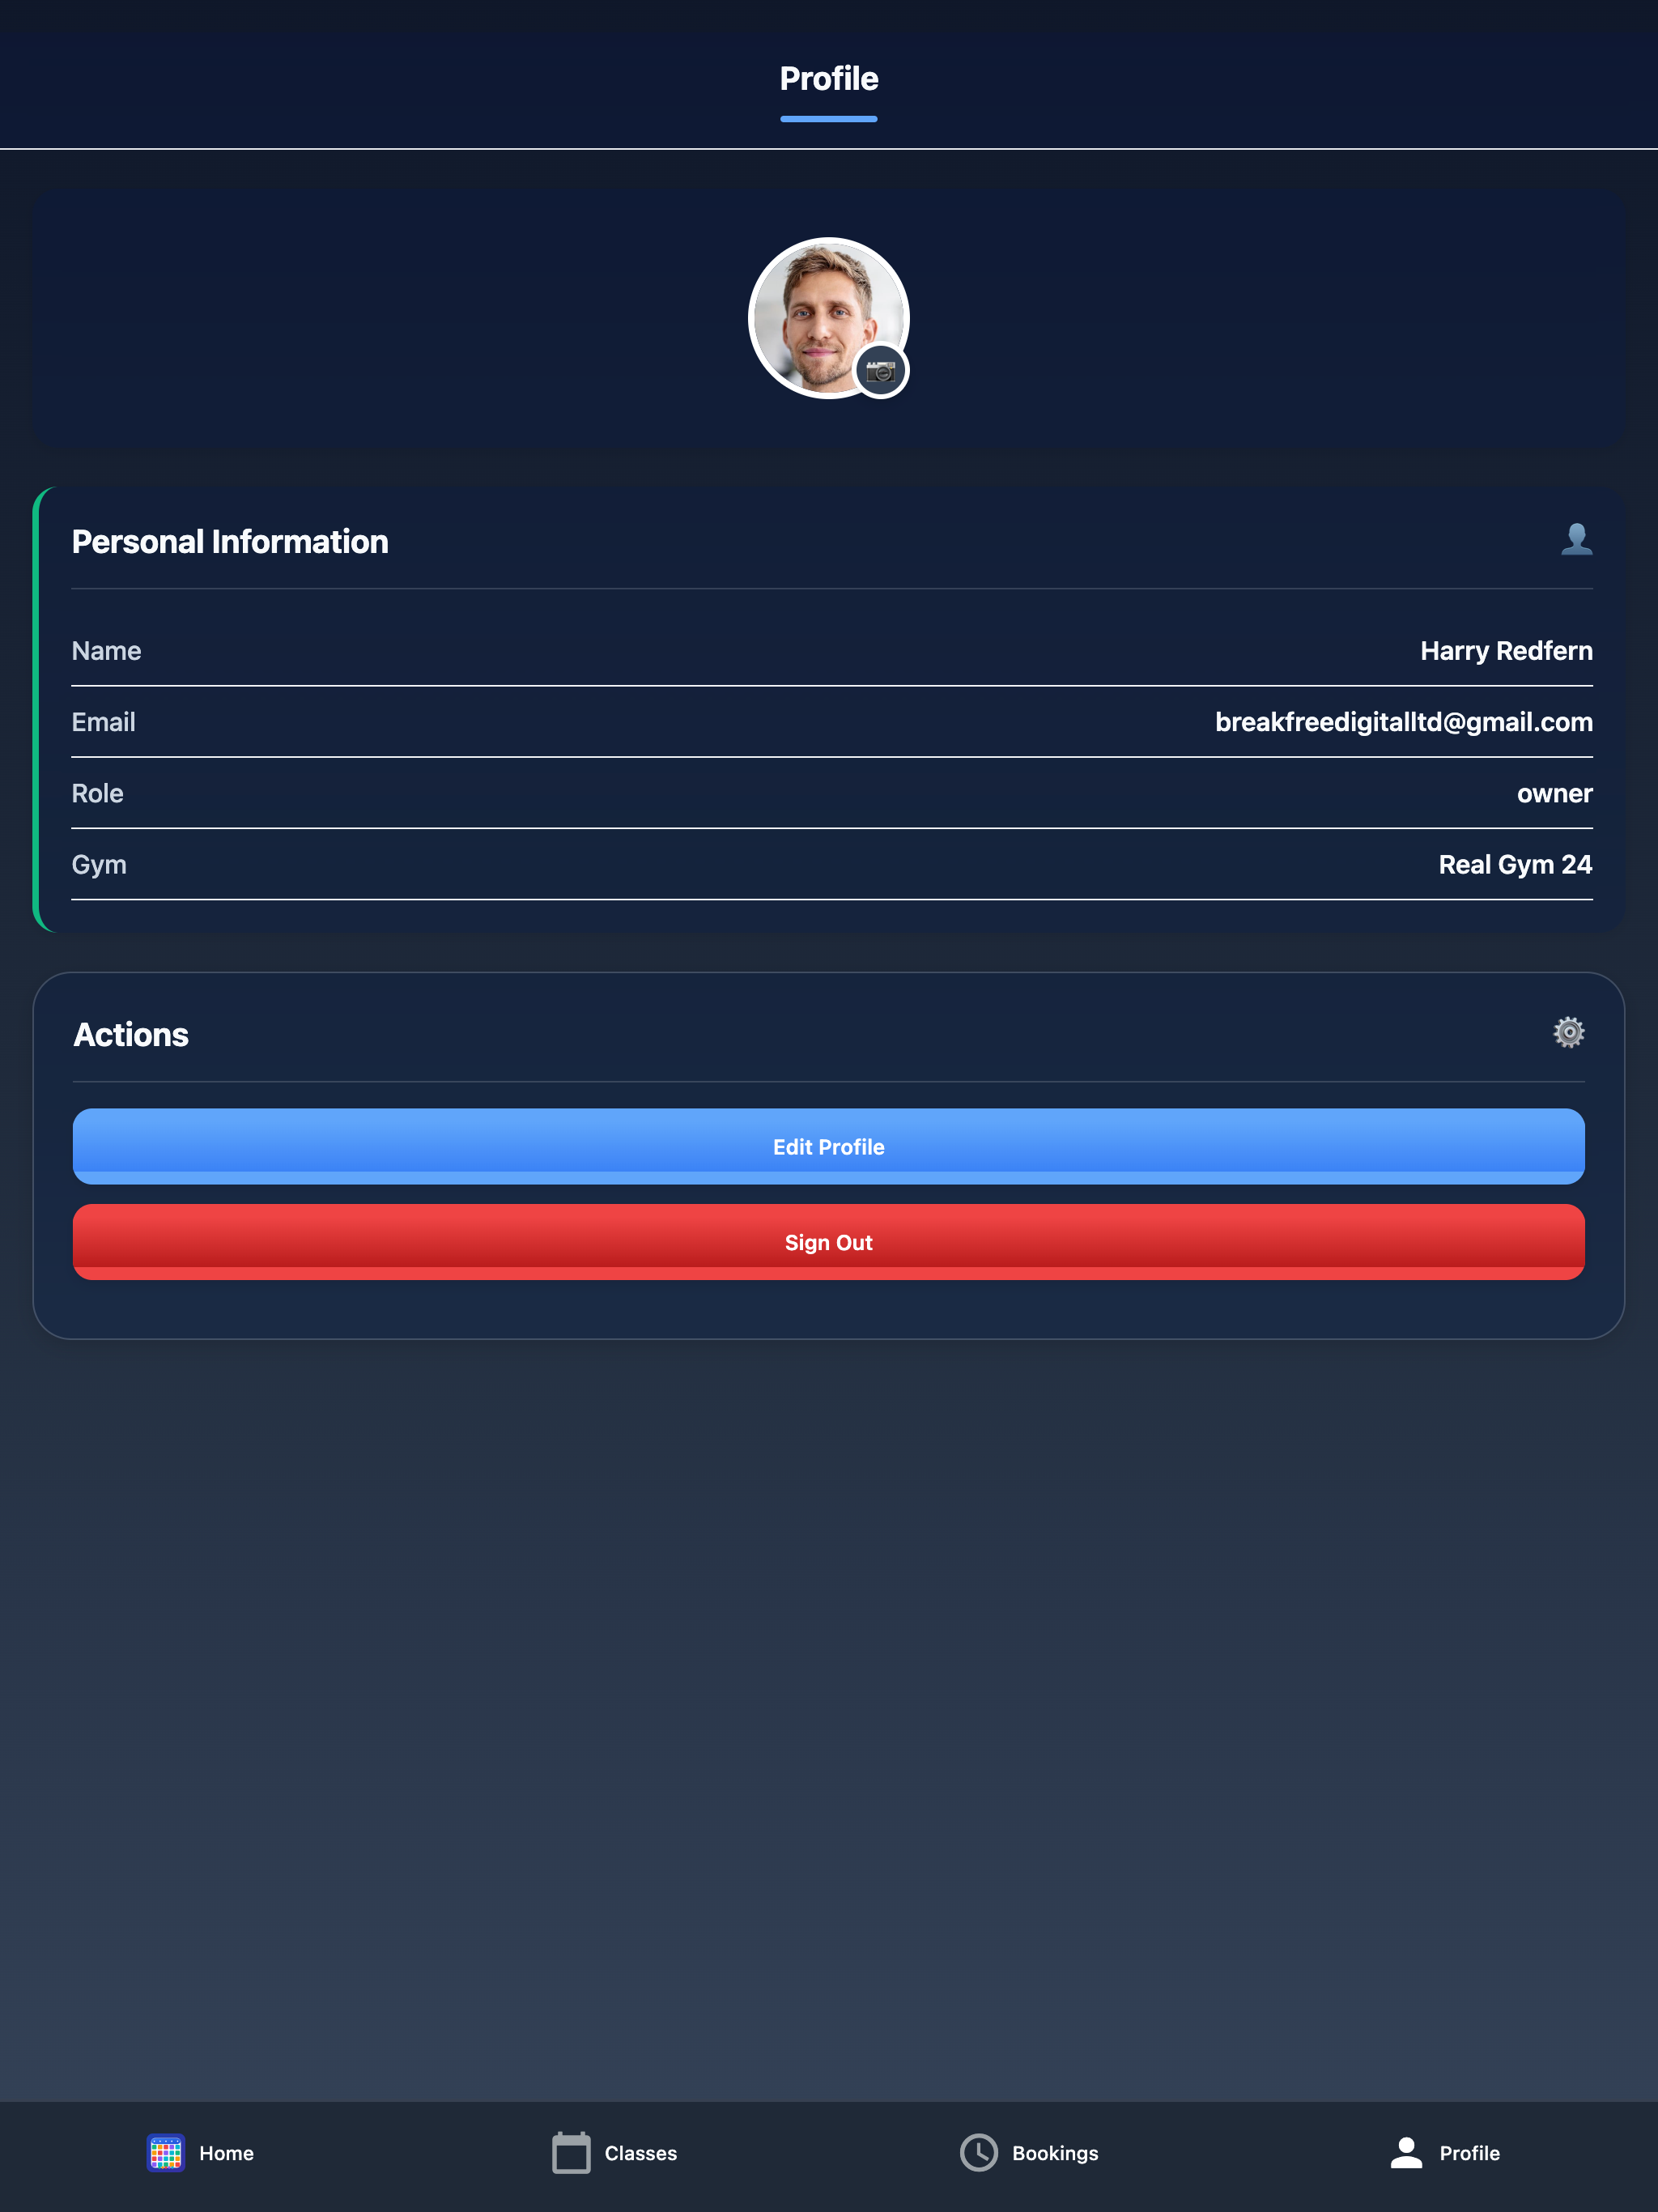 Profile
Personal Information
Name Harry Redfern
Email breakfreedigitalltd@gmail.com
Role owner
Gym Real Gym 24
Actions
Edit Profile
Sign Out
Home Classes Bookings Profile